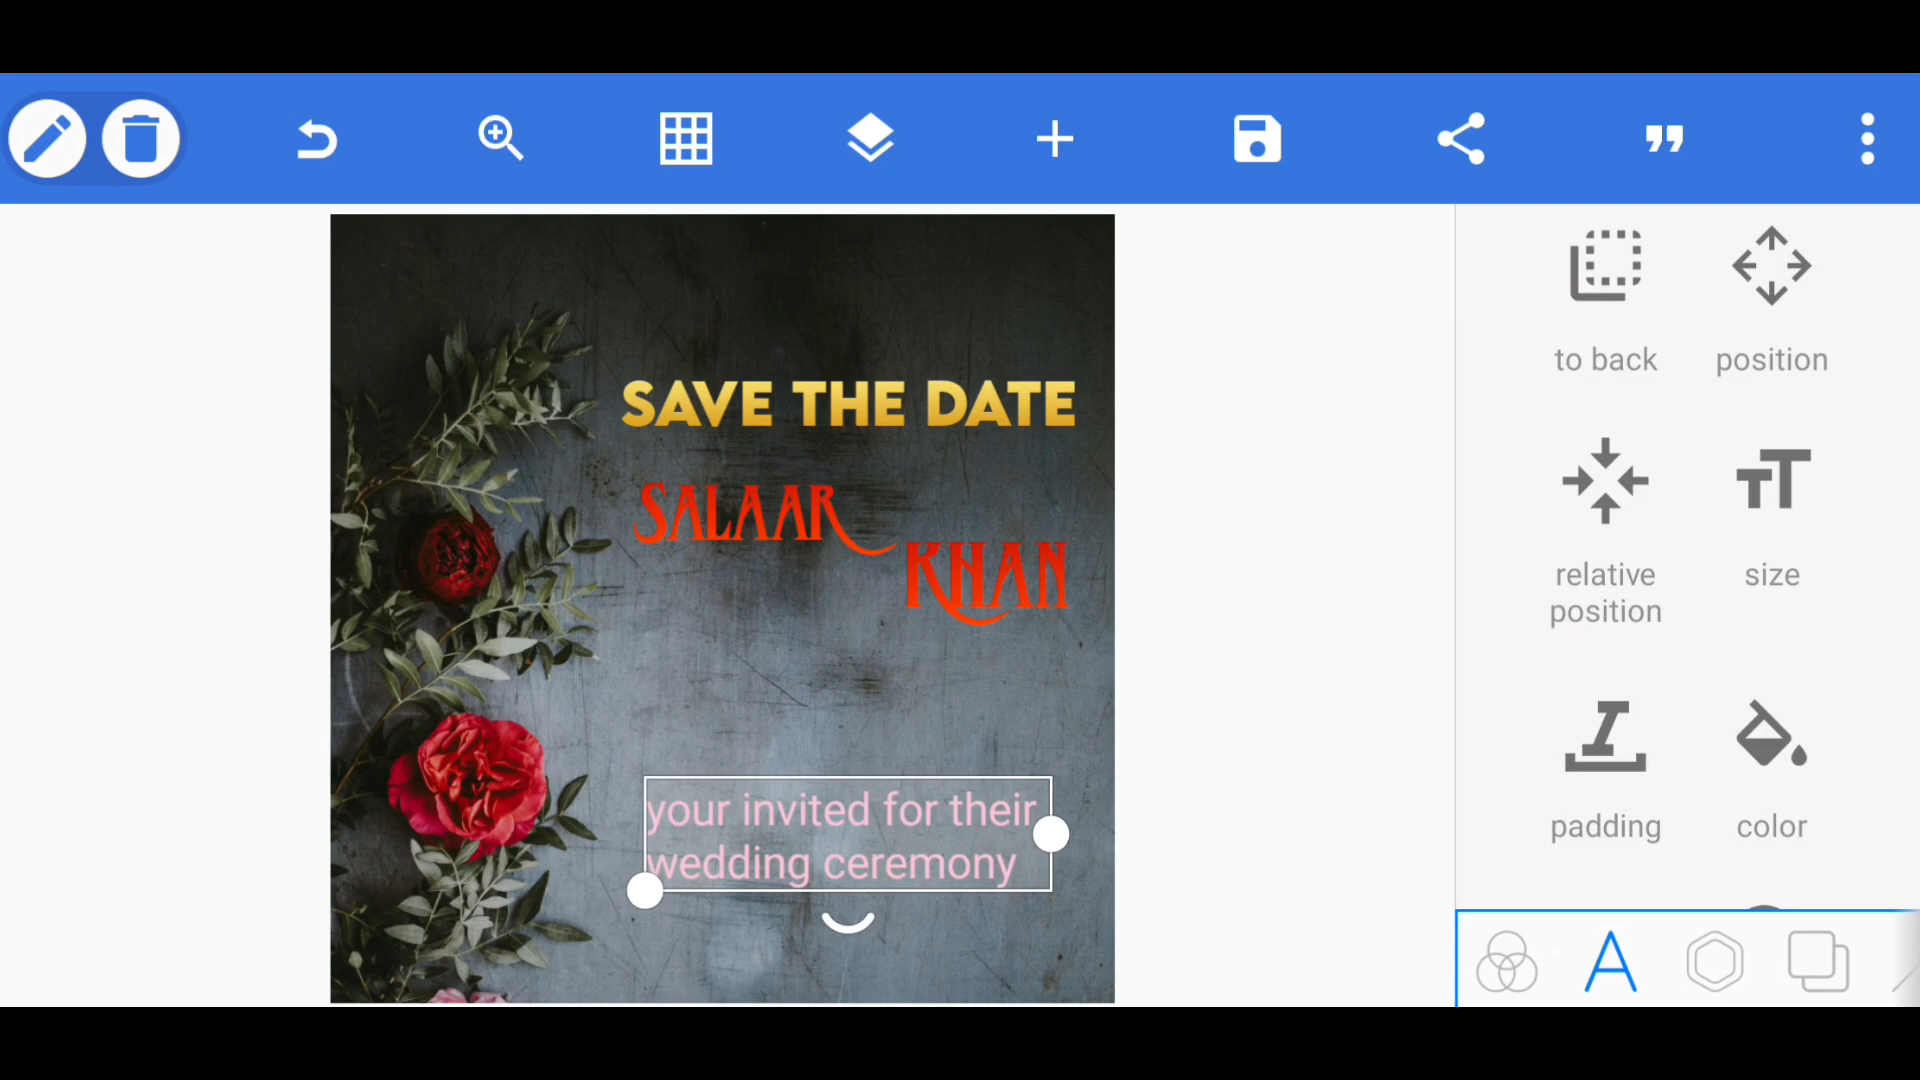 SAVE THE DATE
SALAAR
KHAN
your invited for their
wedding ceremony
to back
position
relative
position
size
padding
color